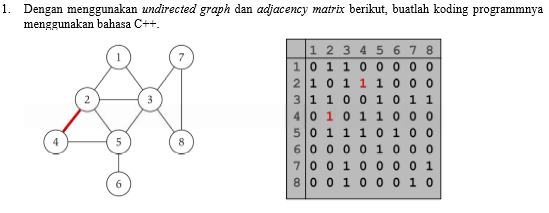 1. Dengan menggunakan undirected graph dan adjacency matrix berikut, buatlah koding programmnya
menggunakan bahasa C++.
1 7
2 3
4 5 8
6
1 2 3 4 5 6 7 8
1 0 1 1 0 0 0 0 0
2 1 0 1 1 1 0 0 0
3 1 1 0 0 1 0 1 1
4 0 1 0 1 1 0 0 0
5 0 1 1 1 0 1 0 0
6 0 0 0 0 1 0 0 0
7 0 0 1 0 0 0 0 1
8 0 0 1 0 0 0 1 0